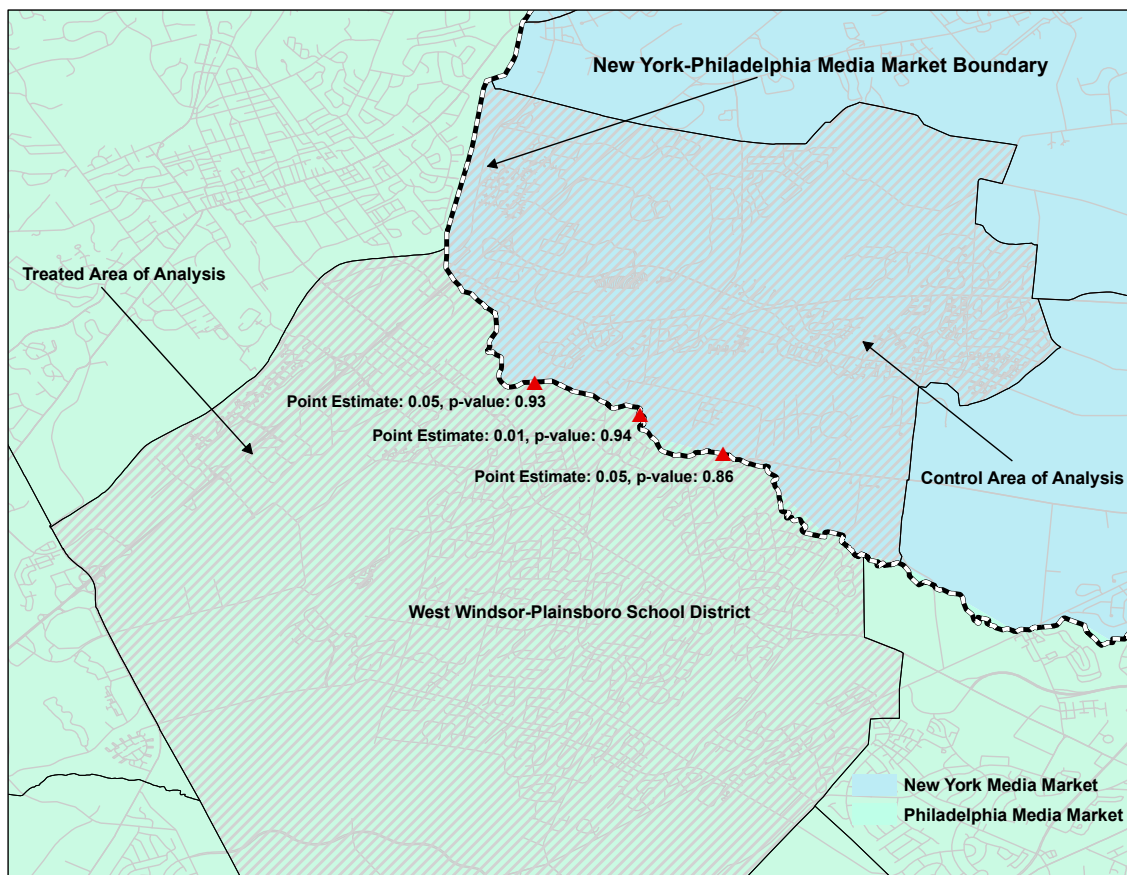 New York-Philadelphia Media Market Boundary
Treated Area of Analysis
Point Estimate: 0.05, p-value: 0.93
Point Estimate: 0.01, p-value: 0.94
Point Estimate: 0.05, p-value: 0.86
Control Area of Analysis
West Windsor-Plainsboro School District
New York Media Market
Philadelphia Media Market